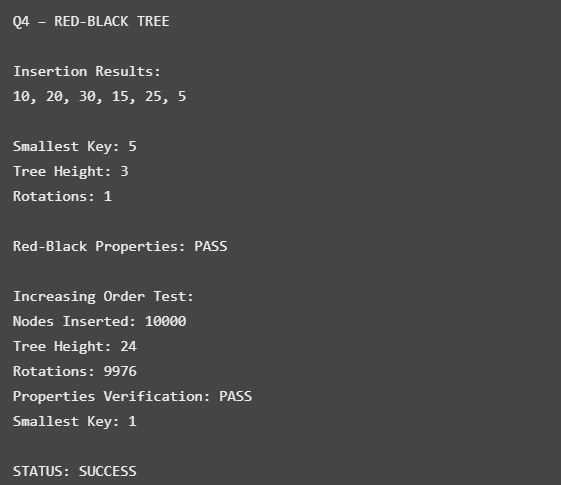 Q4 – RED-BLACK TREE
Insertion Results:
10, 20, 30, 15, 25, 5
Smallest Key: 5
Tree Height: 3
Rotations: 1
Red-Black Properties: PASS
Increasing Order Test:
Nodes Inserted: 10000
Tree Height: 24
Rotations: 9976
Properties Verification: PASS
Smallest Key: 1
STATUS: SUCCESS